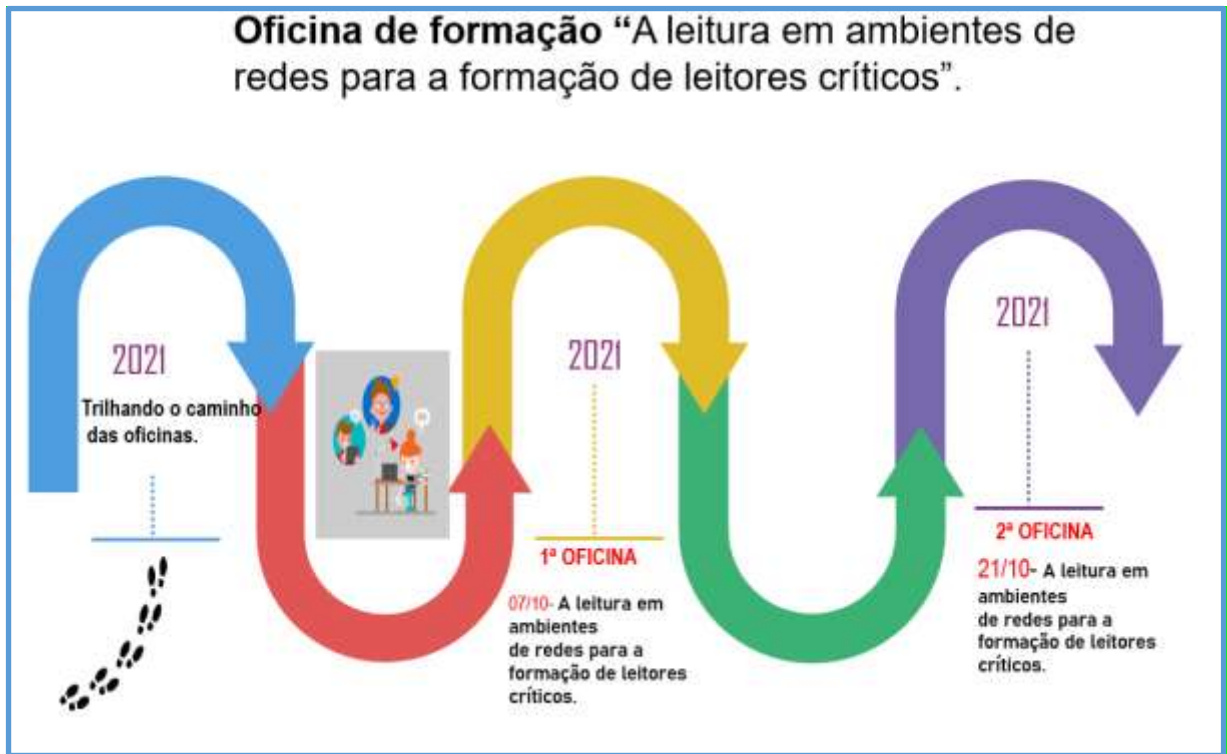 Oficina de formação “A leitura em ambientes de
redes para a formação de leitores críticos”.
2021
Trilhando o caminho
das oficinas.
2021
1ª OFICINA
07/10- A leitura em
ambientes
de redes para a
formação de leitores
críticos.
2021
2ª OFICINA
21/10- A leitura em
ambientes
de redes para a
formação de leitores
críticos.